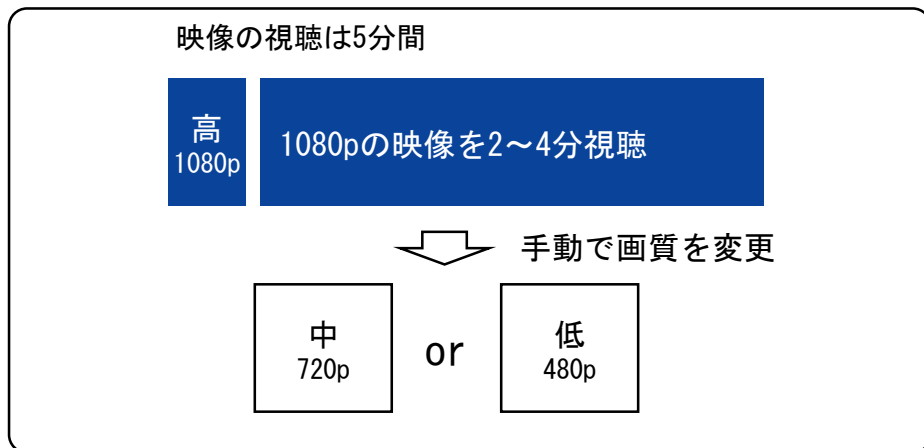 映像の視聴は5分間
高
1080p
1080pの映像を2～4分視聴
手動で画質を変更
中
720p
or
低
480p